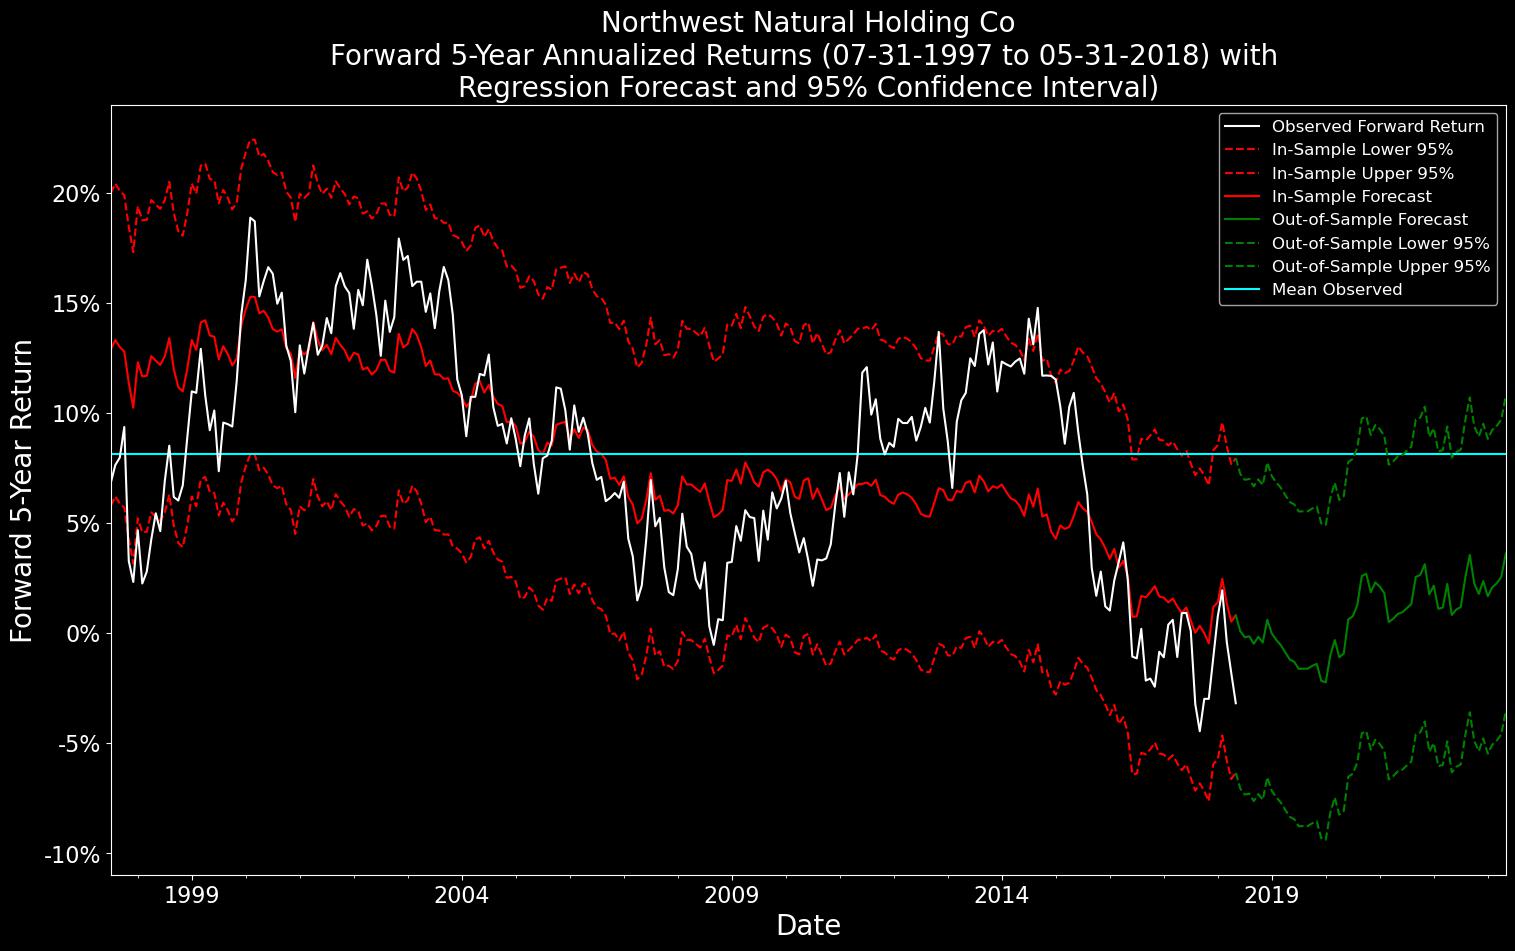 Northwest Natural Holding Co
Forward 5-Year Annualized Returns (07-31-1997 to 05-31-2018) with
Regression Forecast and 95% Confidence Interval)
Observed Forward Return
In-Sample Lower 95%
In-Sample Upper 95%
In-Sample Forecast
Out-of-Sample Forecast
Out-of-Sample Lower 95%
Out-of-Sample Upper 95%
Mean Observed
Forward 5-Year Return
20%
15%
10%
5%
0%
-5%
-10%
1999
2004
2009
2014
2019
Date